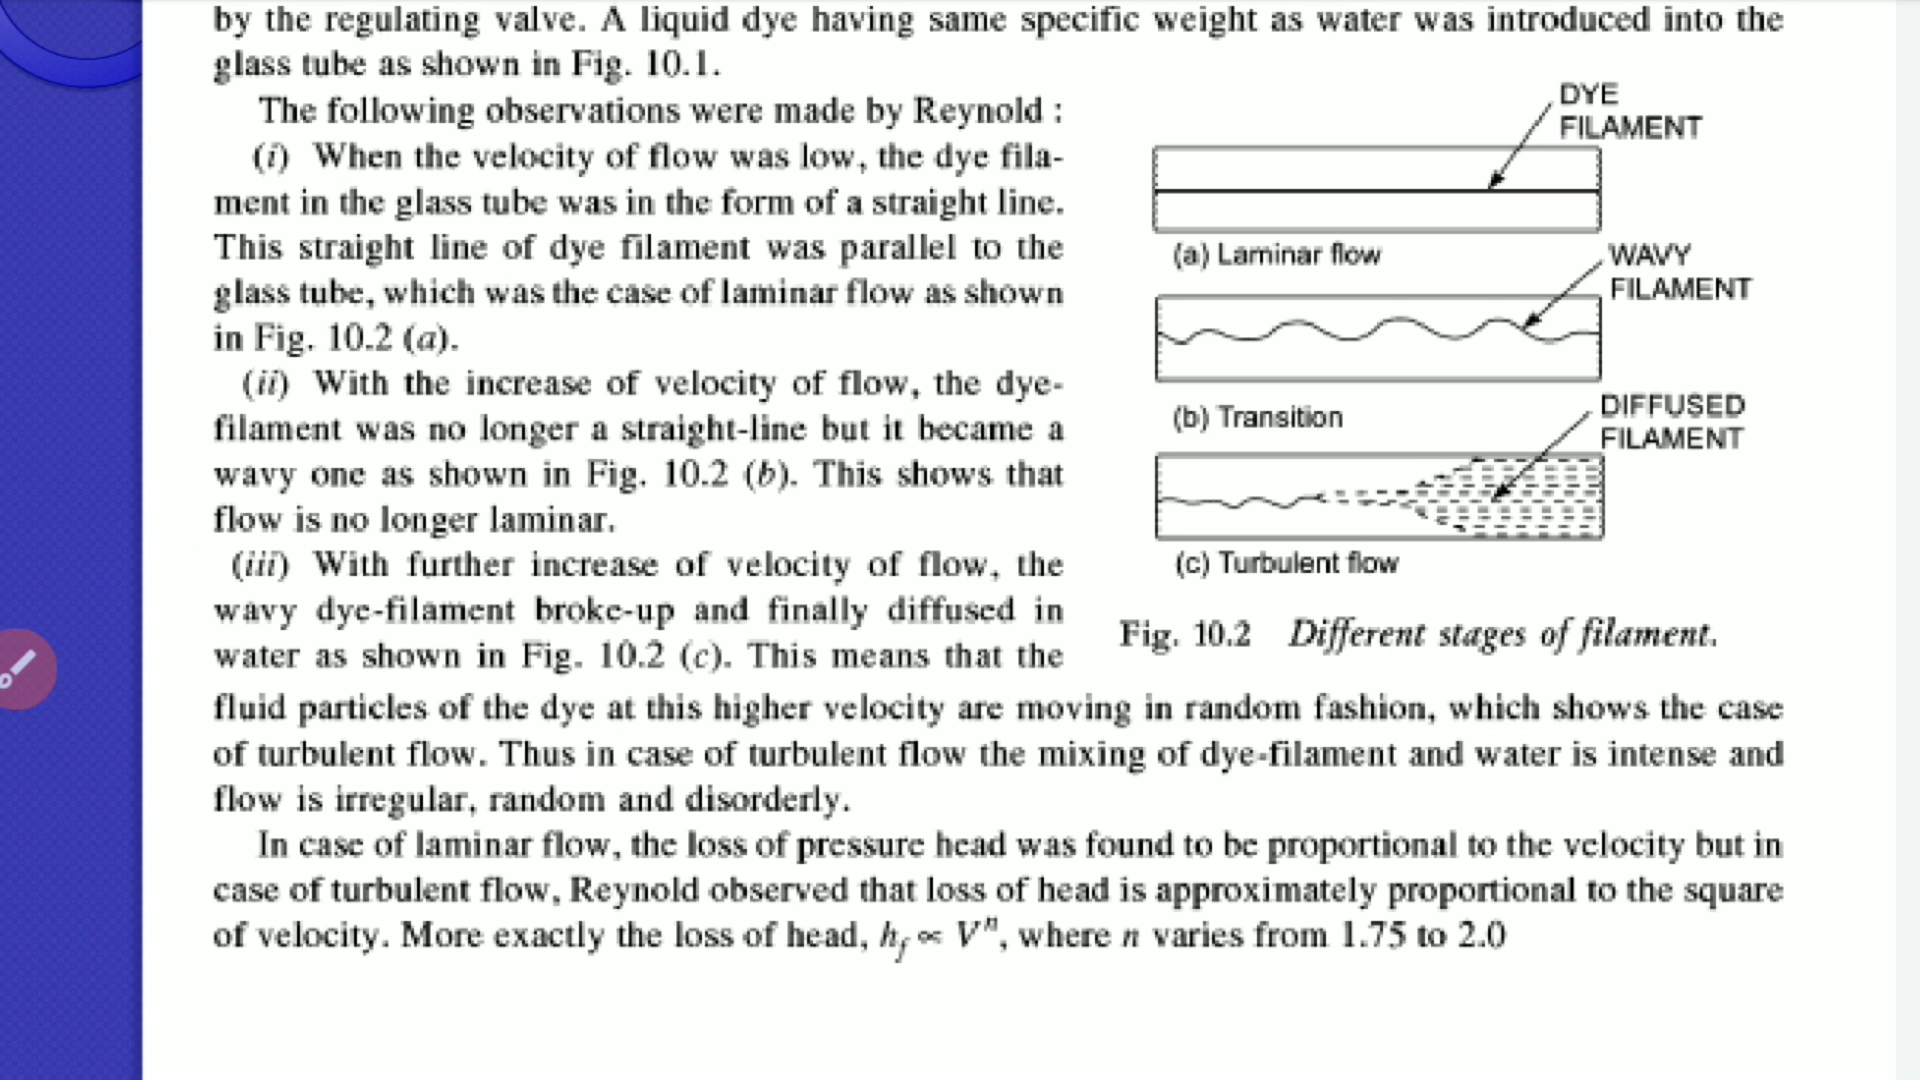 by the regulating valve. A liquid dye having same specific weight as water was introduced into the
glass tube as shown in Fig. 10.1.
The following observations were made by Reynold :
(i) When the velocity of flow was low, the dye fila-
ment in the glass tube was in the form of a straight line.
This straight line of dye filament was parallel to the
glass tube, which was the case of laminar flow as shown
in Fig. 10.2 (a).
(ii) With the increase of velocity of flow, the dye-
filament was no longer a straight-line but it became a
wavy one as shown in Fig. 10.2 (b). This shows that
flow is no longer laminar.
(iii) With further increase of velocity of flow, the
wavy dye-filament broke-up and finally diffused in
water as shown in Fig. 10.2 (c). This means that the
DYE
FILAMENT
(a) Laminar flow
WAVY
FILAMENT
(b) Transition
DIFFUSED
FILAMENT
(c) Turbulent flow
Fig. 10.2 Different stages of filament.
fluid particles of the dye at this higher velocity are moving in random fashion, which shows the case
of turbulent flow. Thus in case of turbulent flow the mixing of dye-filament and water is intense and
flow is irregular, random and disorderly.
In case of laminar flow, the loss of pressure head was found to be proportional to the velocity but in
case of turbulent flow, Reynold observed that loss of head is approximately proportional to the square
of velocity. More exactly the loss of head, h_f ∝ Vⁿ, where n varies from 1.75 to 2.0